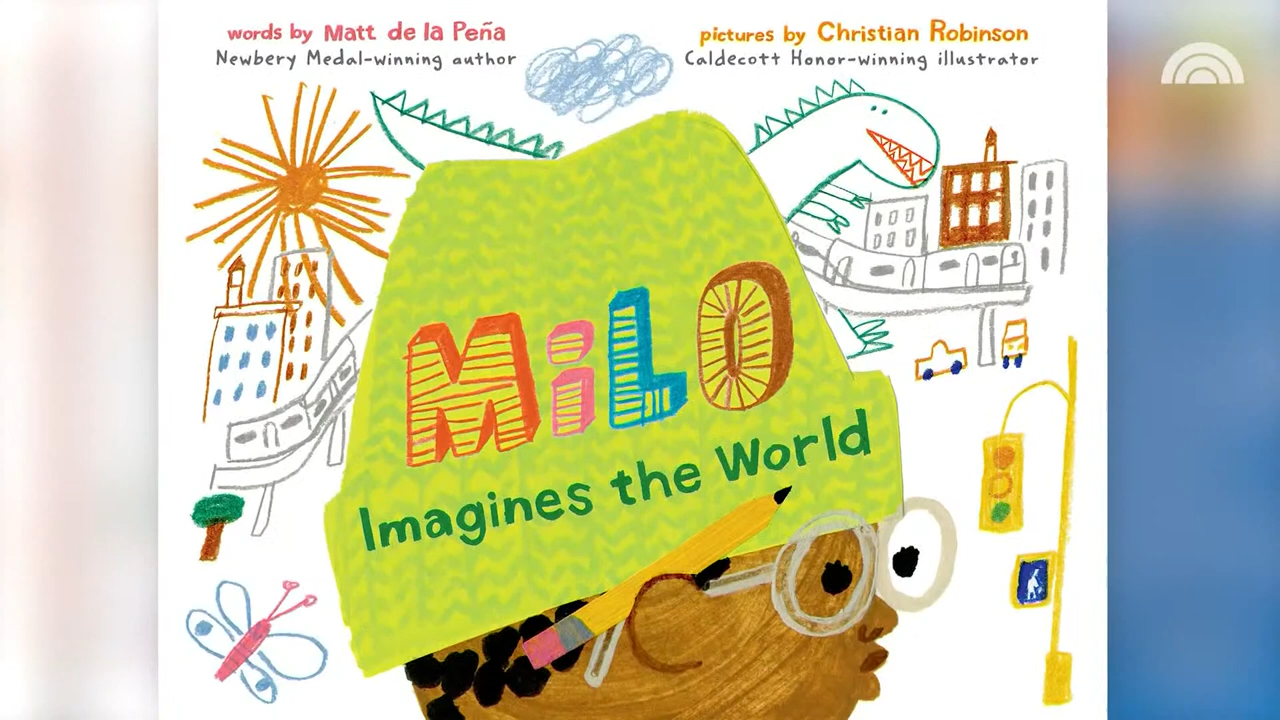 words by Matt de la Peña
Newbery Medal-winning author
pictures by Christian Robinson
Caldecott Honor-winning illustrator
MiLO
Imagines the World